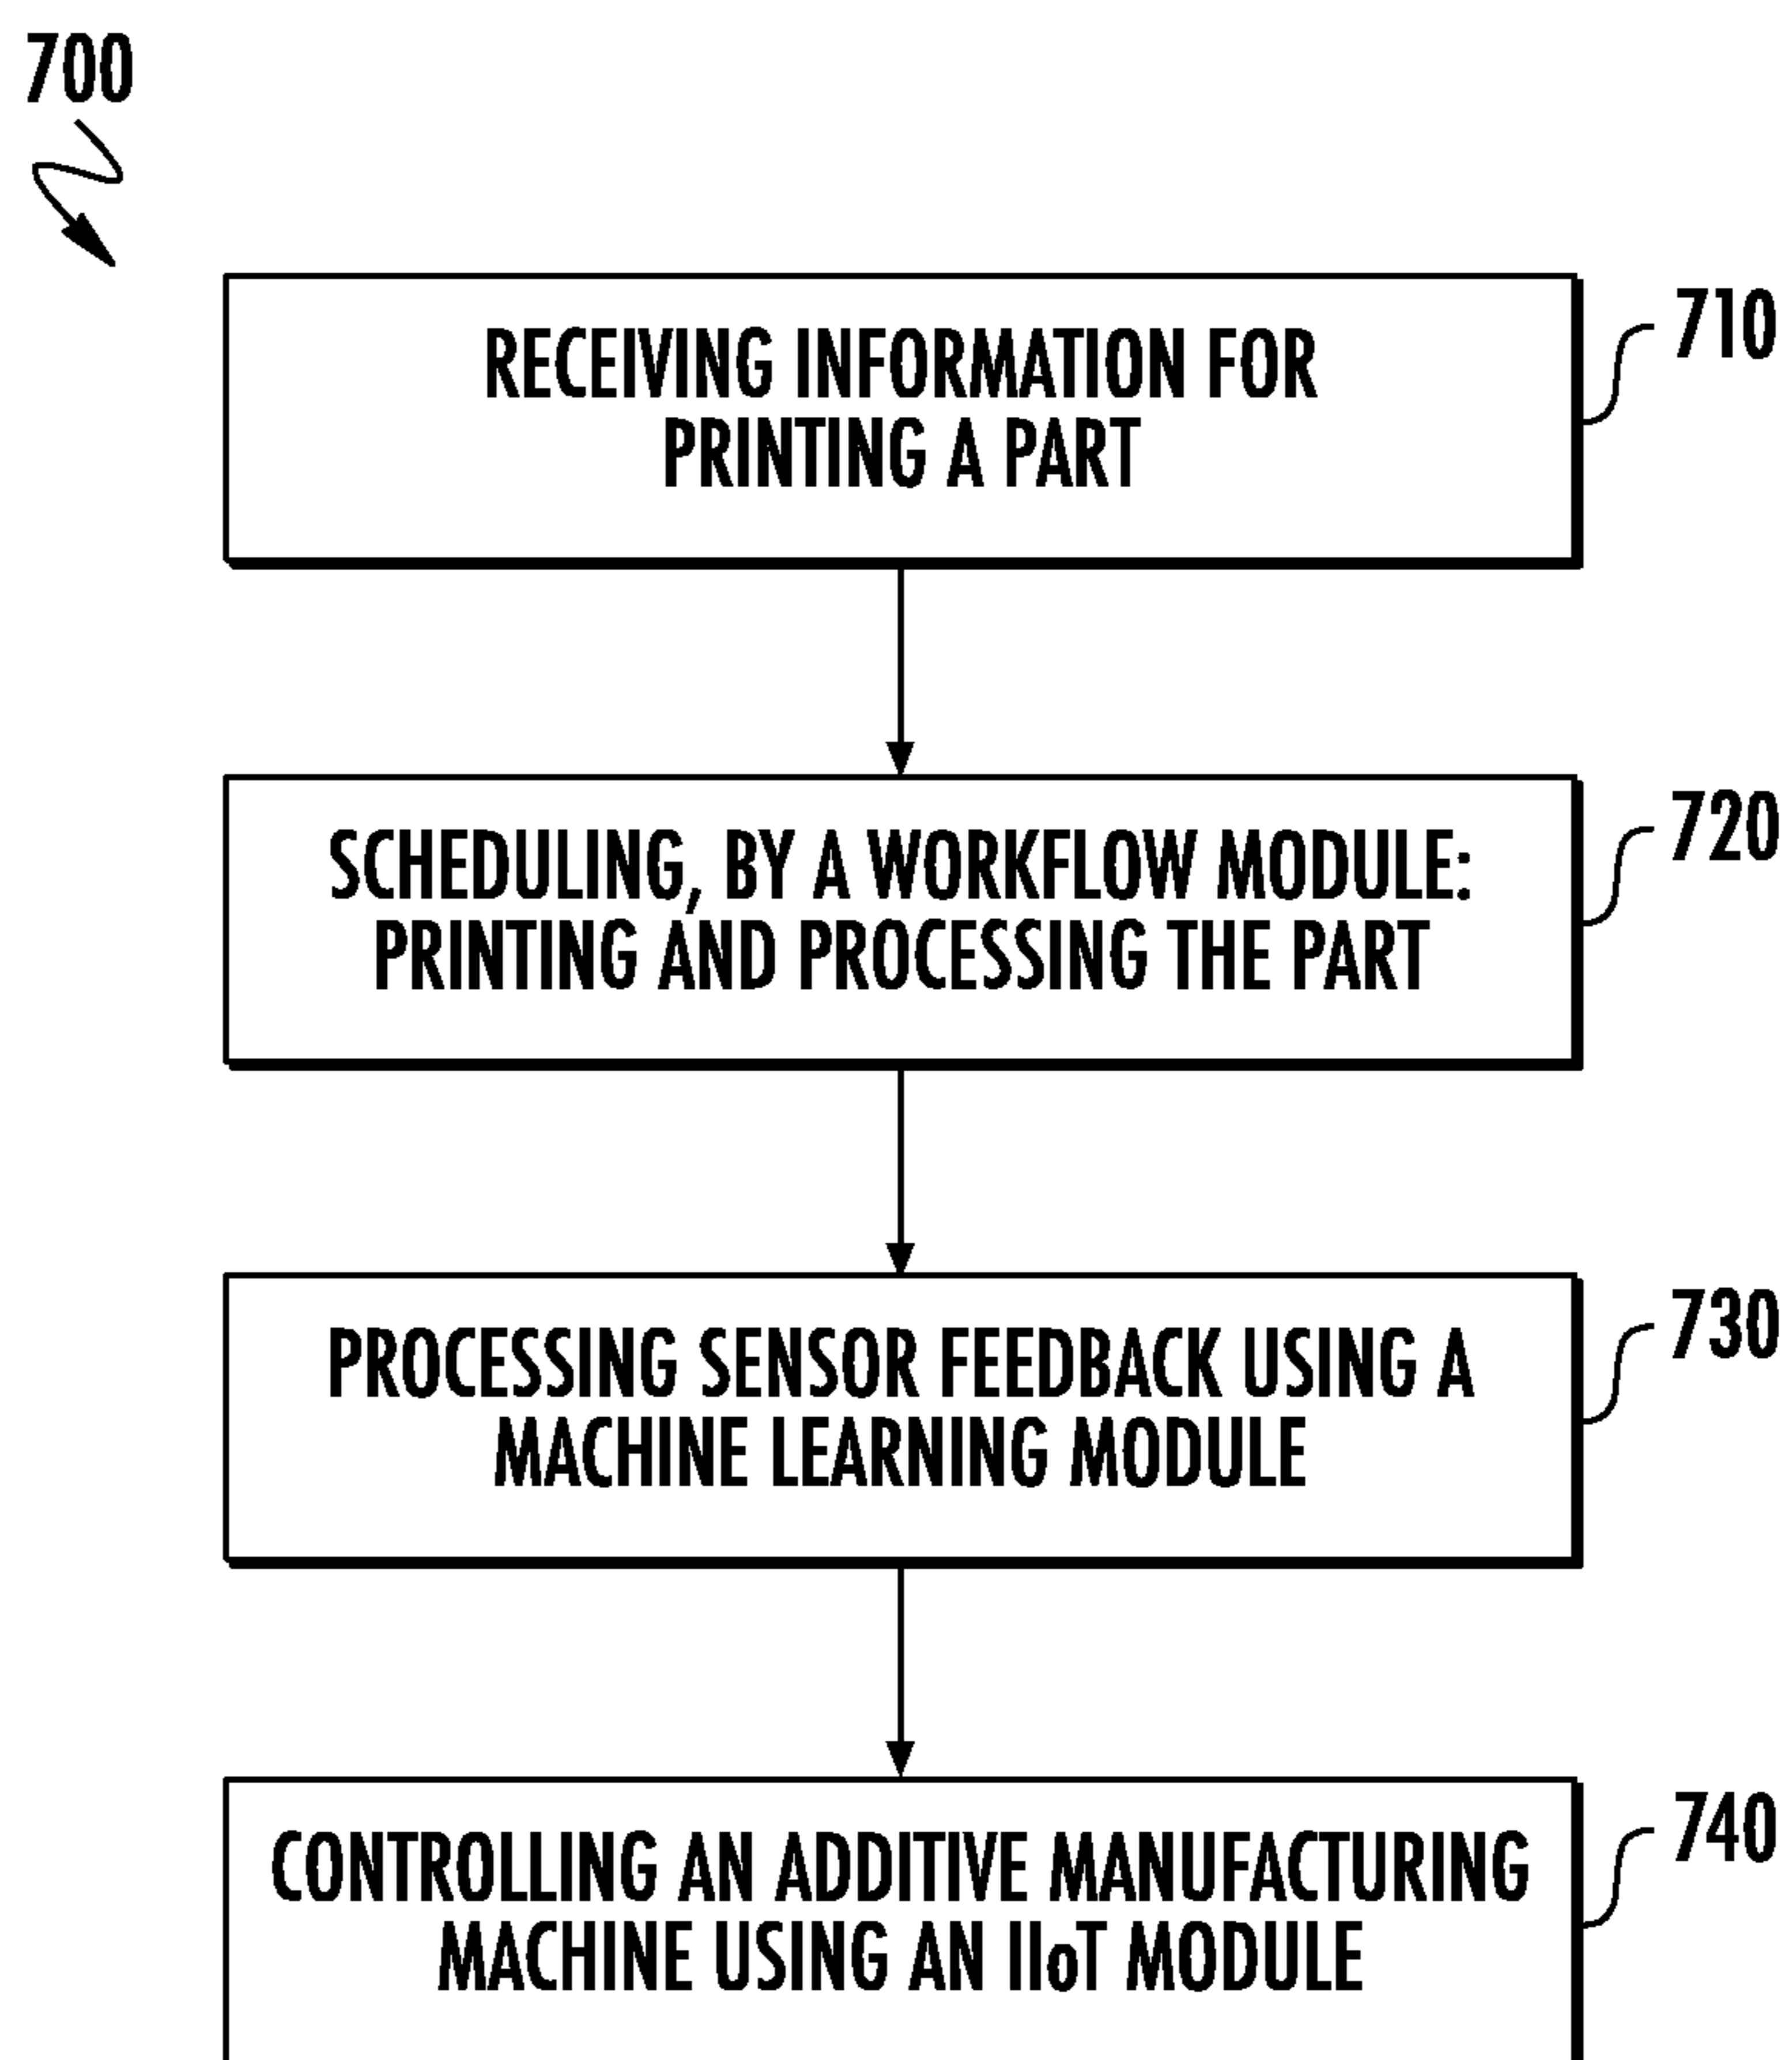 700
RECEIVING INFORMATION FOR
PRINTING A PART
710
SCHEDULING, BY A WORKFLOW MODULE:
PRINTING AND PROCESSING THE PART
720
PROCESSING SENSOR FEEDBACK USING A
MACHINE LEARNING MODULE
730
CONTROLLING AN ADDITIVE MANUFACTURING
MACHINE USING AN IIoT MODULE
740